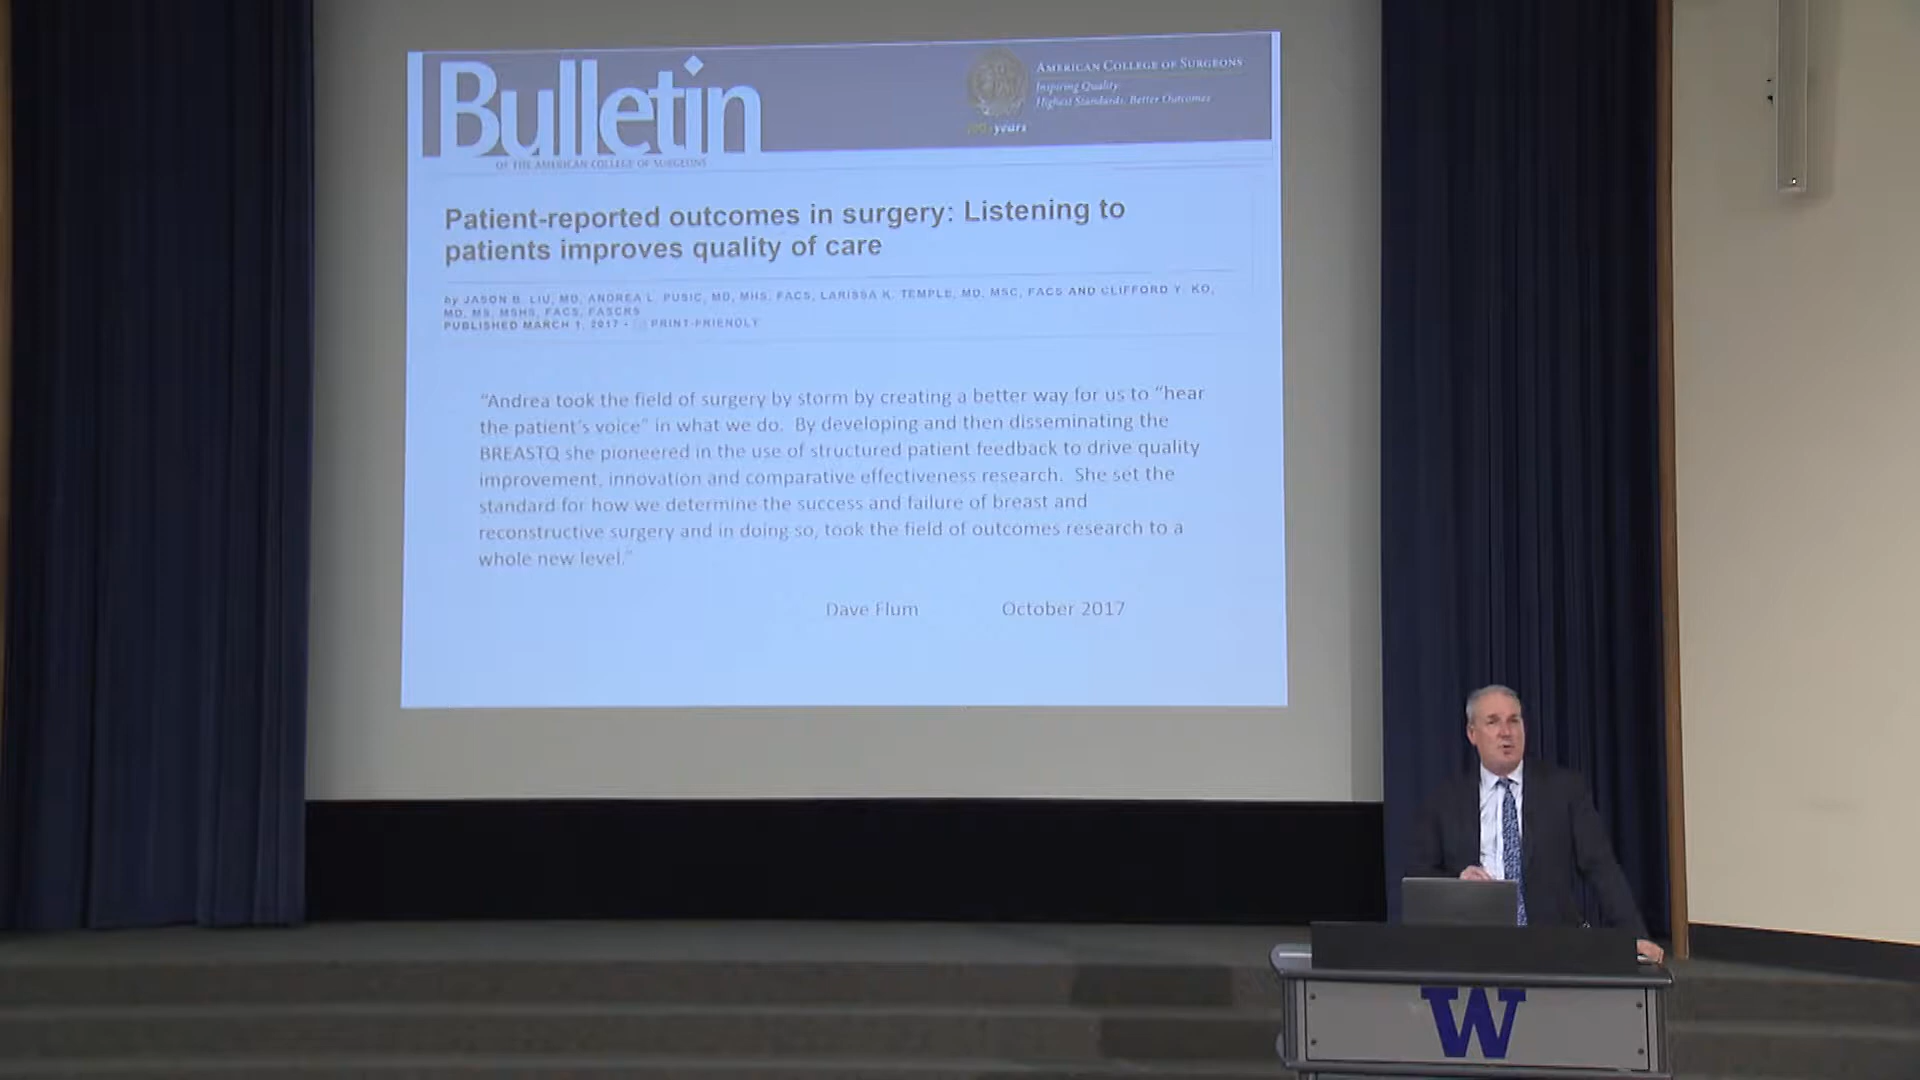 Bulletin
OF THE AMERICAN COLLEGE OF SURGEONS
AMERICAN COLLEGE OF SURGEONS
Inspiring Quality:
Highest Standards, Better Outcomes
100+years
Patient-reported outcomes in surgery: Listening to
patients improves quality of care
by JASON B. LIU, MD, ANDREA L. PUSIC, MD, MHS, FACS, LARISSA K. TEMPLE, MD, MSC, FACS AND CLIFFORD Y. KO,
MD, MS, MSHS, FACS, FASCRS
PUBLISHED MARCH 1, 2017 • PRINT-FRIENDLY
“Andrea took the field of surgery by storm by creating a better way for us to “hear
the patient’s voice” in what we do. By developing and then disseminating the
BREASTQ she pioneered in the use of structured patient feedback to drive quality
improvement, innovation and comparative effectiveness research. She set the
standard for how we determine the success and failure of breast and
reconstructive surgery and in doing so, took the field of outcomes research to a
whole new level.”
Dave Flum October 2017
W